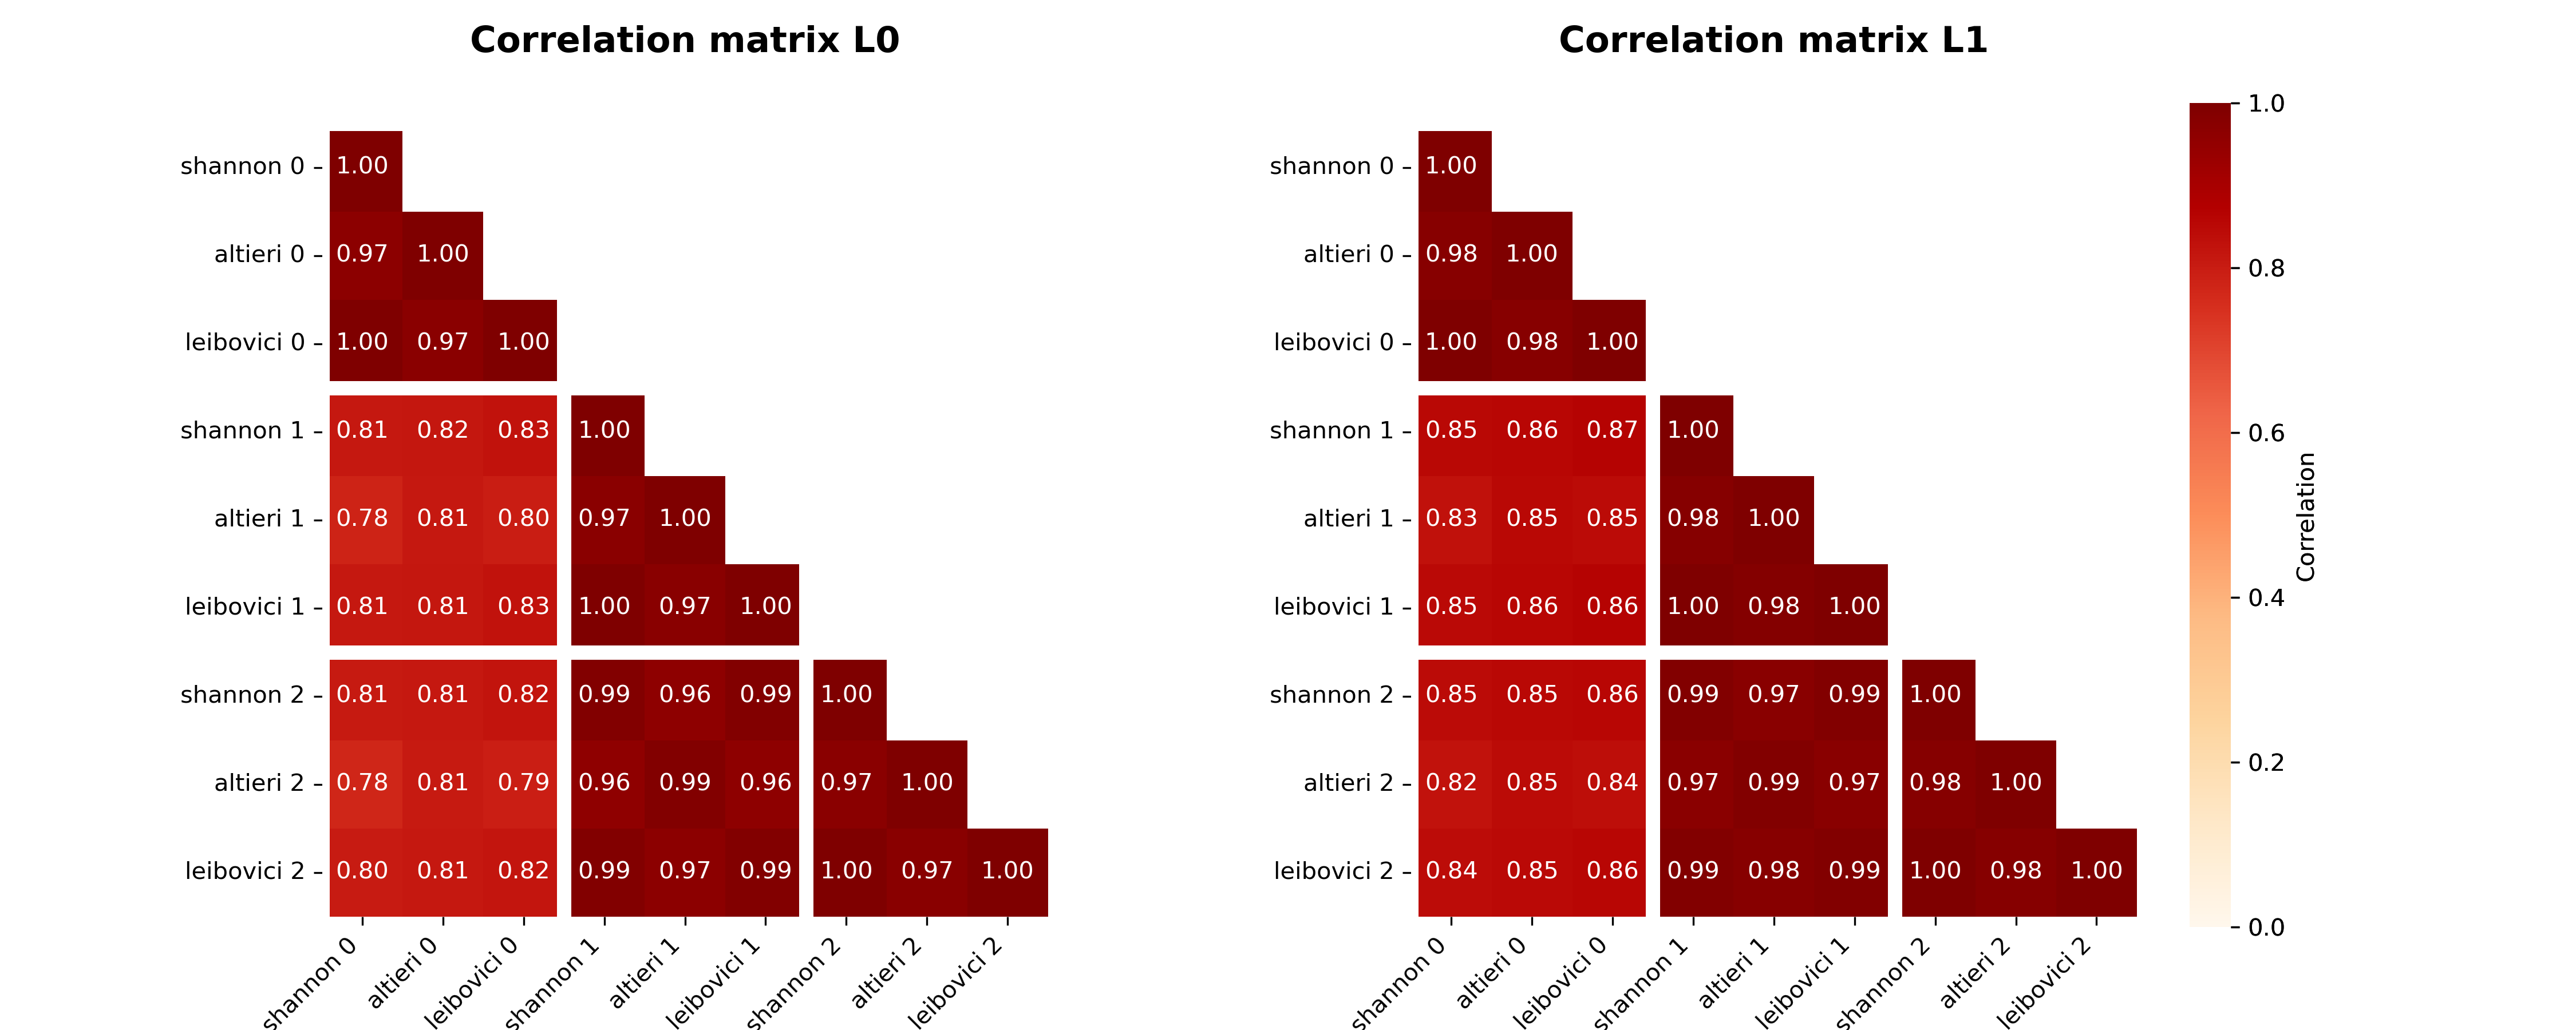 Correlation matrix L0
shannon 0 1.00
altieri 0 0.97 1.00
leibovici 0 1.00 0.97 1.00
shannon 1 0.81 0.82 0.83 1.00
altieri 1 0.78 0.81 0.80 0.97 1.00
leibovici 1 0.81 0.81 0.83 1.00 0.97 1.00
shannon 2 0.81 0.81 0.82 0.99 0.96 0.99 1.00
altieri 2 0.78 0.81 0.79 0.96 0.99 0.96 0.97 1.00
leibovici 2 0.80 0.81 0.82 0.99 0.97 0.99 1.00 0.97 1.00
shannon 0 altieri 0 leibovici 0 shannon 1 altieri 1 leibovici 1 shannon 2 altieri 2 leibovici 2
Correlation matrix L1
shannon 0 1.00
altieri 0 0.98 1.00
leibovici 0 1.00 0.98 1.00
shannon 1 0.85 0.86 0.87 1.00
altieri 1 0.83 0.85 0.85 0.98 1.00
leibovici 1 0.85 0.86 0.86 1.00 0.98 1.00
shannon 2 0.85 0.85 0.86 0.99 0.97 0.99 1.00
altieri 2 0.82 0.85 0.84 0.97 0.99 0.97 0.98 1.00
leibovici 2 0.84 0.85 0.86 0.99 0.98 0.99 1.00 0.98 1.00
shannon 0 altieri 0 leibovici 0 shannon 1 altieri 1 leibovici 1 shannon 2 altieri 2 leibovici 2
1.0
0.8
0.6
0.4
0.2
0.0
Correlation